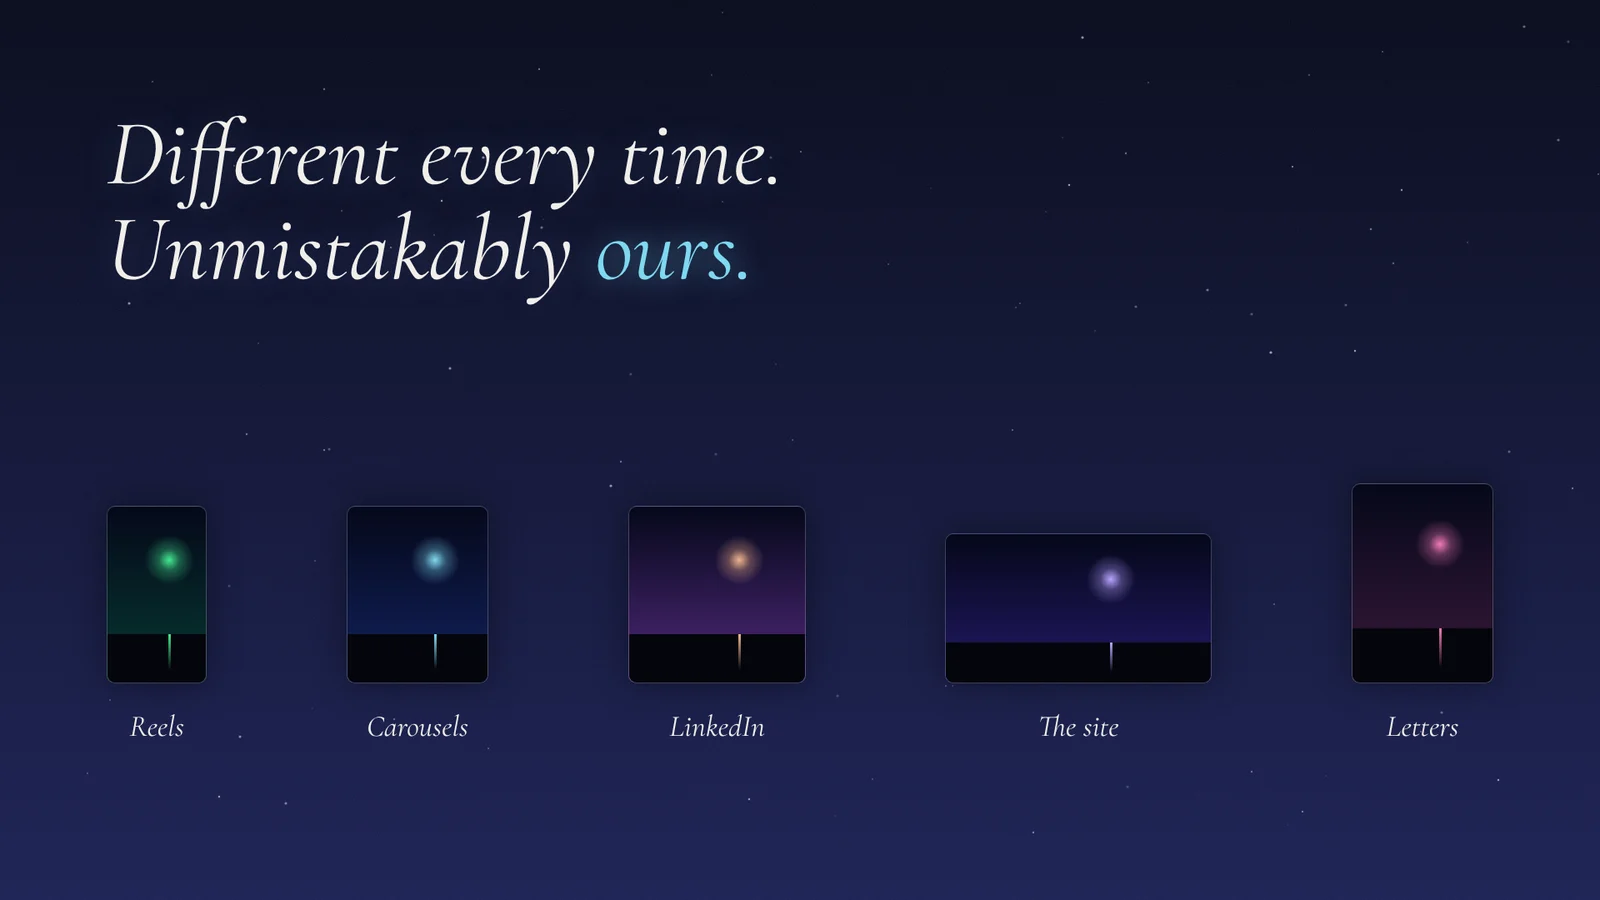 Different every time.
Unmistakably ours.
Reels
Carousels
LinkedIn
The site
Letters